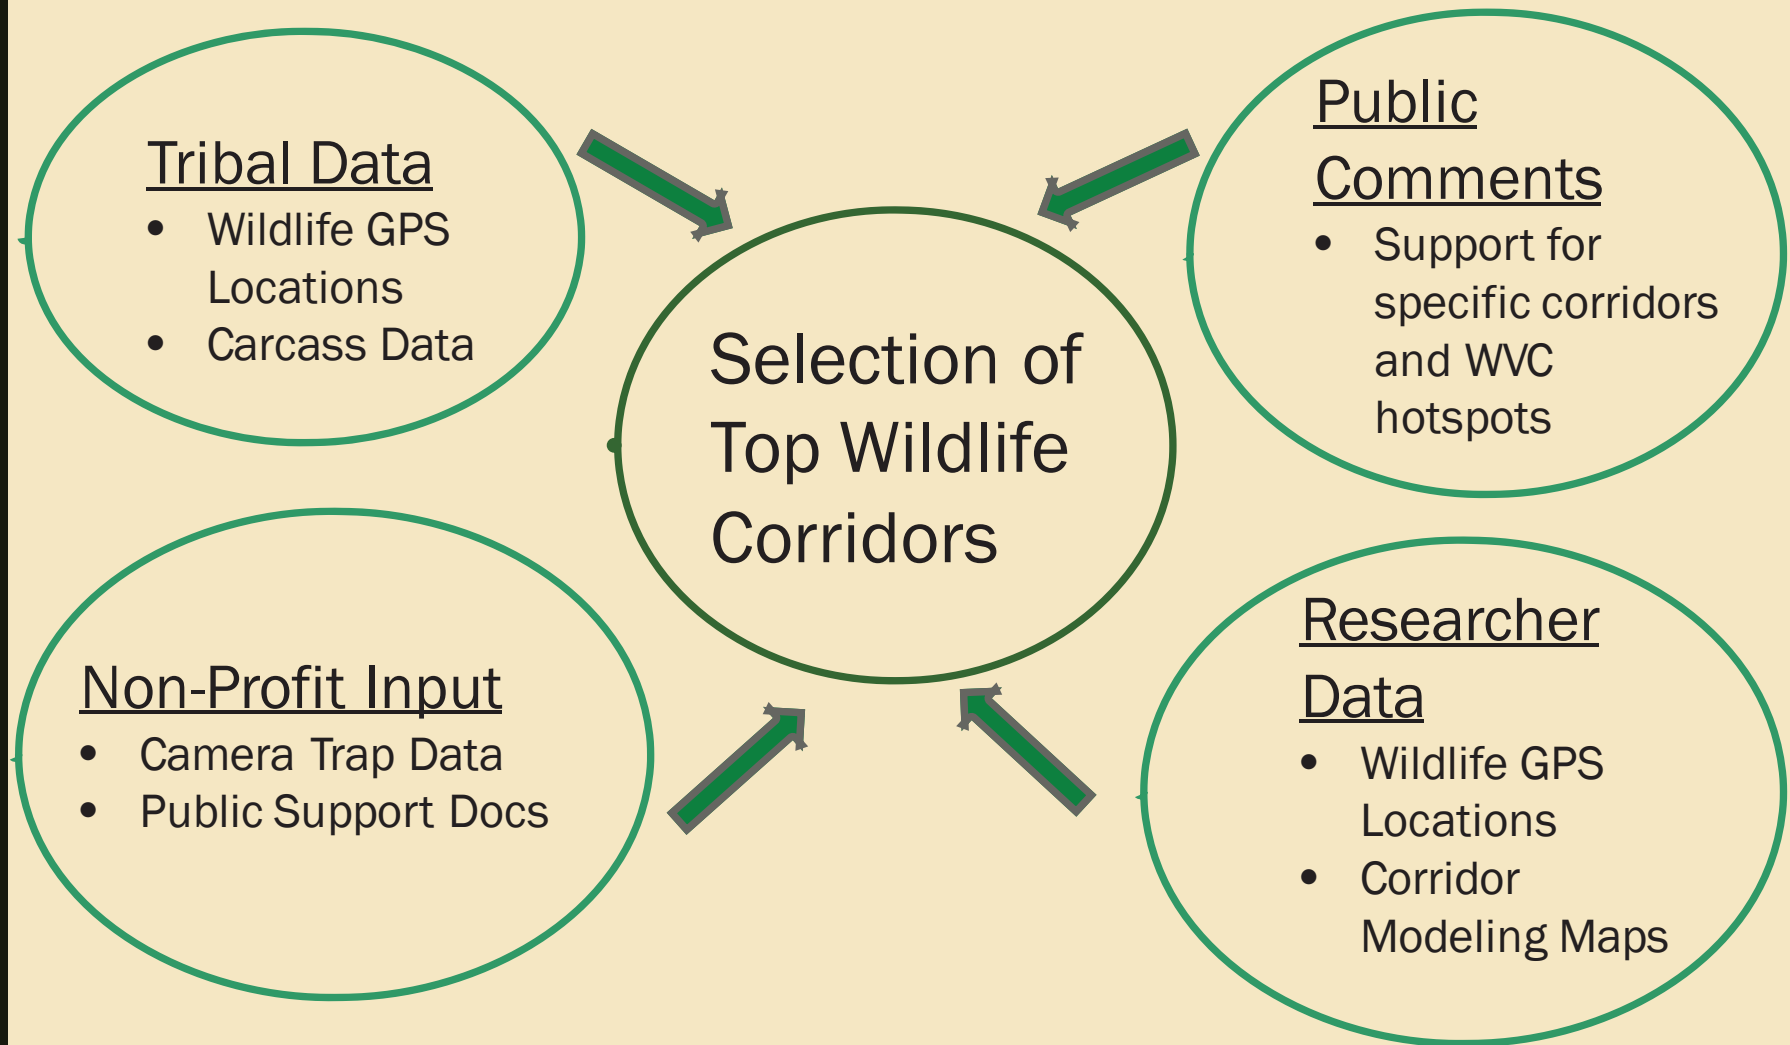 Tribal Data
• Wildlife GPS
Locations
• Carcass Data
Public
Comments
• Support for
specific corridors
and WVC
hotspots
Selection of
Top Wildlife
Corridors
Non-Profit Input
• Camera Trap Data
• Public Support Docs
Researcher
Data
• Wildlife GPS
Locations
• Corridor
Modeling Maps